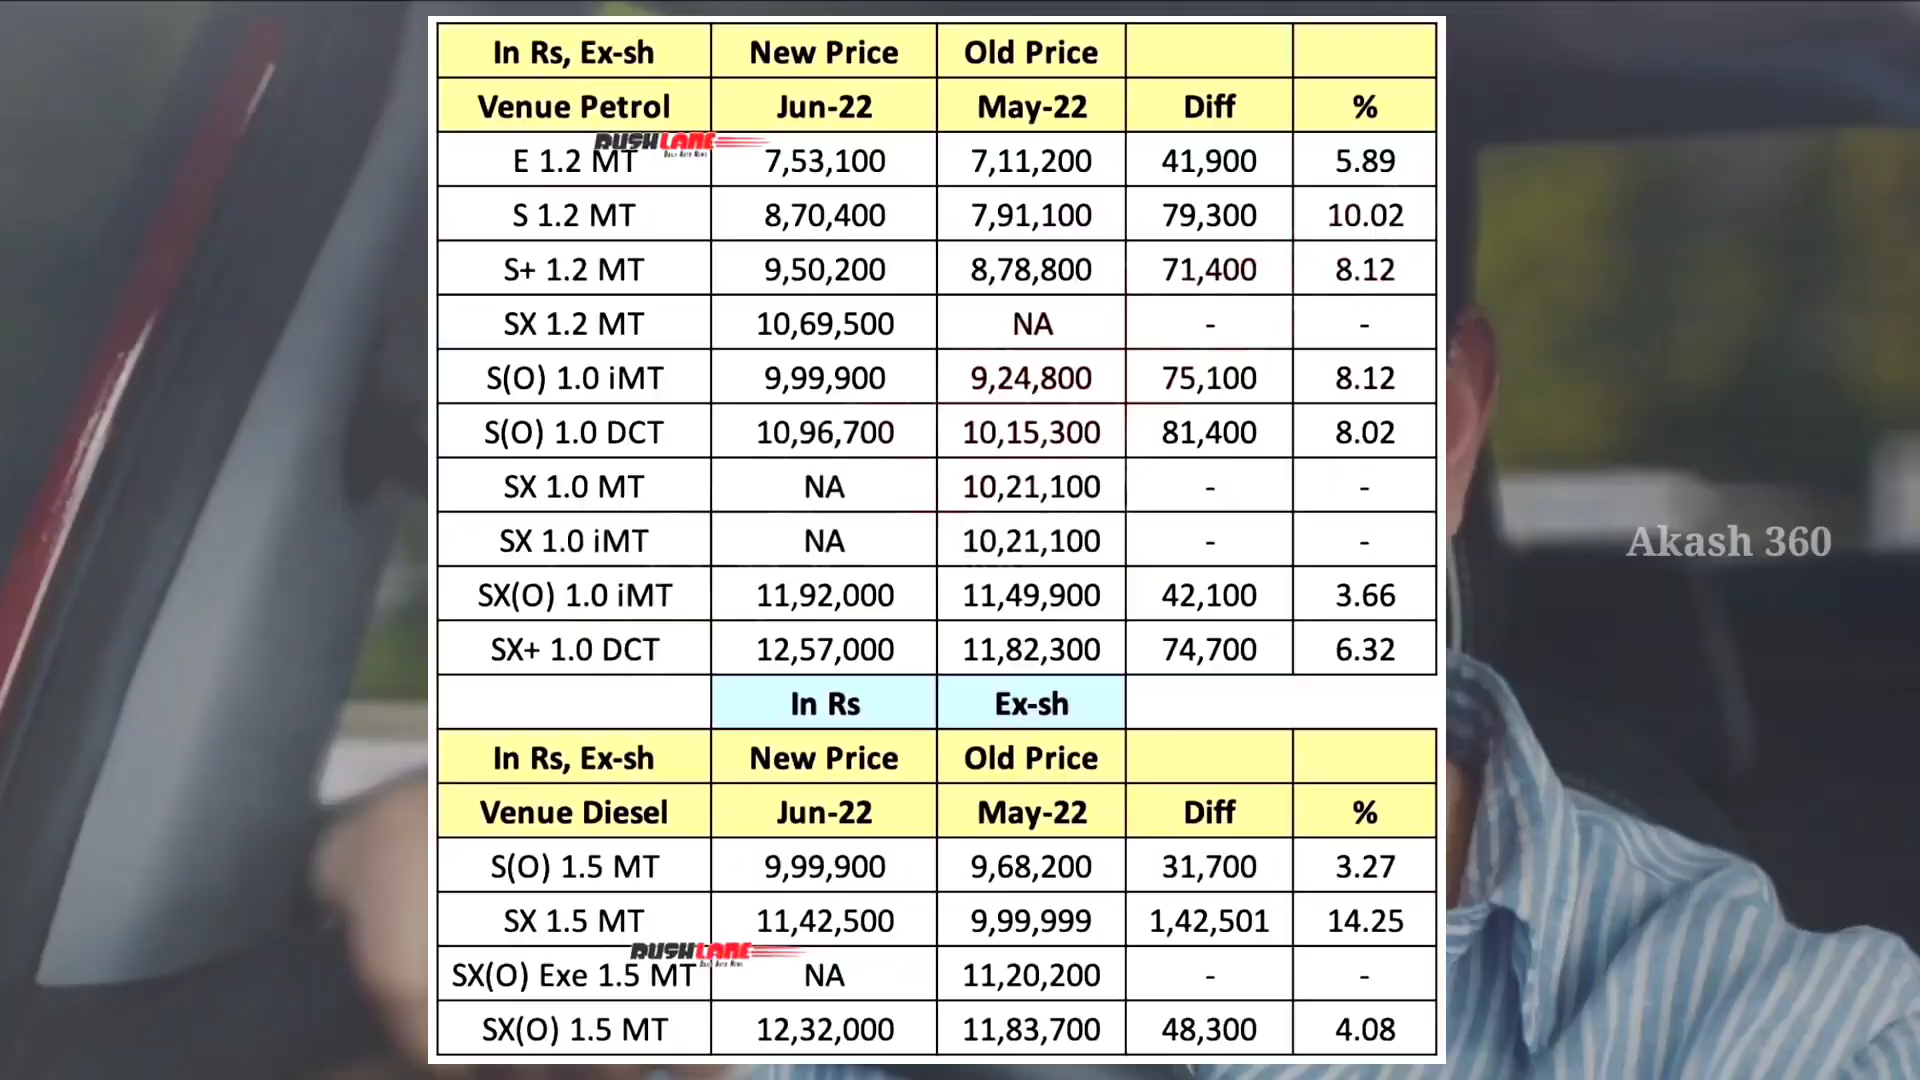 In Rs, Ex-sh New Price Old Price
Venue Petrol Jun-22 May-22 Diff %
RUSHLANE
DAILY AUTO NEWS
E 1.2 MT 7,53,100 7,11,200 41,900 5.89
S 1.2 MT 8,70,400 7,91,100 79,300 10.02
S+ 1.2 MT 9,50,200 8,78,800 71,400 8.12
SX 1.2 MT 10,69,500 NA - -
S(O) 1.0 iMT 9,99,900 9,24,800 75,100 8.12
S(O) 1.0 DCT 10,96,700 10,15,300 81,400 8.02
SX 1.0 MT NA 10,21,100 - -
SX 1.0 iMT NA 10,21,100 - -
Akash 360
SX(O) 1.0 iMT 11,92,000 11,49,900 42,100 3.66
SX+ 1.0 DCT 12,57,000 11,82,300 74,700 6.32
In Rs Ex-sh
In Rs, Ex-sh New Price Old Price
Venue Diesel Jun-22 May-22 Diff %
S(O) 1.5 MT 9,99,900 9,68,200 31,700 3.27
SX 1.5 MT 11,42,500 9,99,999 1,42,501 14.25
RUSHLANE
DAILY AUTO NEWS
SX(O) Exe 1.5 MT NA 11,20,200 - -
SX(O) 1.5 MT 12,32,000 11,83,700 48,300 4.08